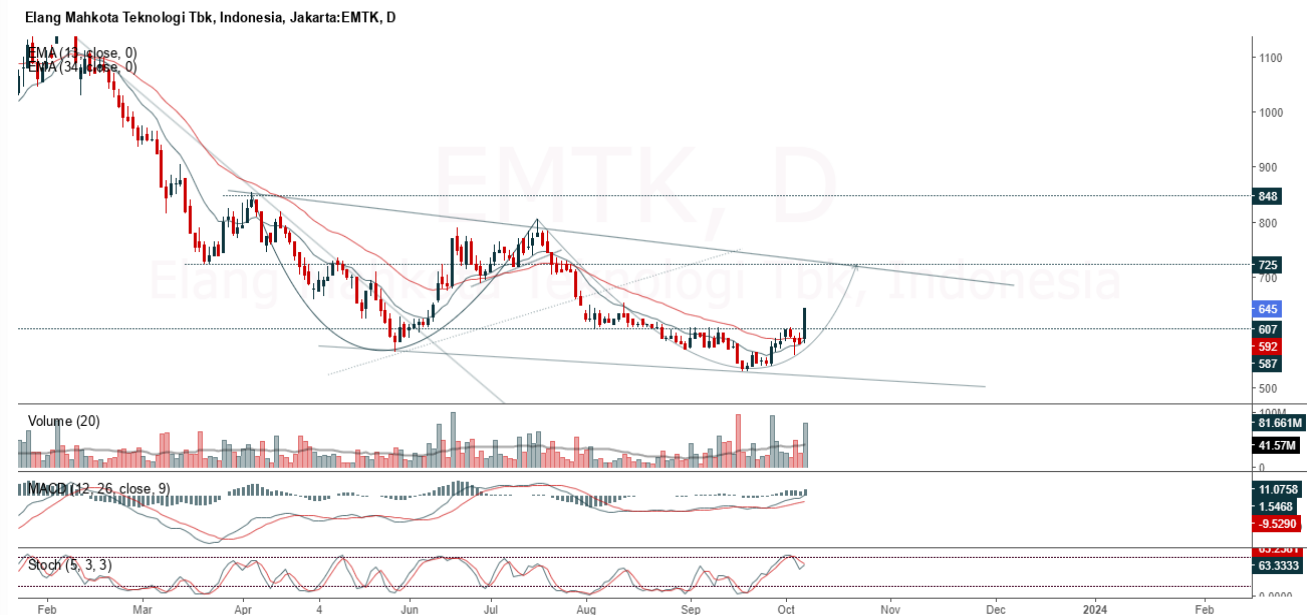 Elang Mahkota Teknologi Tbk, Indonesia, Jakarta:EMTK, D
EMA (13, close, 0)
EMA (34, close, 0)
EMTK, D
Elang Mahkota Teknologi Tbk, Indonesia
1100
1000
900
848
800
725
700
645
607
592
587
500
Volume (20)
100M
81.661M
41.57M
0
MACD (12, 26, close, 9)
11.0758
1.5468
-9.5290
Stoch (5, 3, 3)
63.3333
0.0000
Feb Mar Apr 4 Jun Jul Aug Sep Oct Nov Dec 2024 Feb